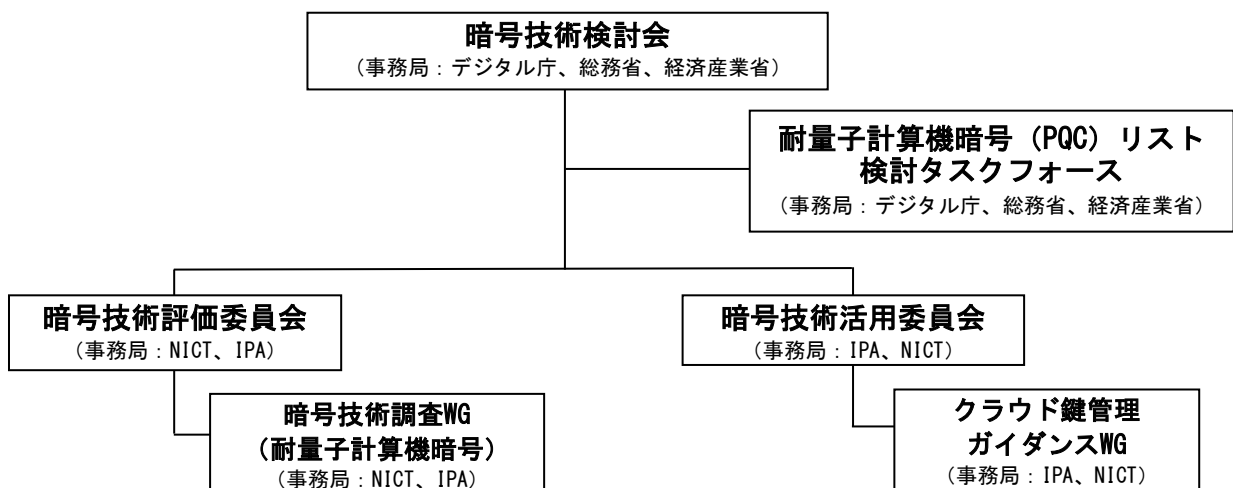 暗号技術検討会
（事務局：デジタル庁、総務省、経済産業省）
耐量子計算機暗号（PQC）リスト
検討タスクフォース
（事務局：デジタル庁、総務省、経済産業省）
暗号技術評価委員会
（事務局：NICT、IPA）
暗号技術活用委員会
（事務局：IPA、NICT）
暗号技術調査WG
（耐量子計算機暗号）
（事務局：NICT、IPA）
クラウド鍵管理
ガイダンスWG
（事務局：IPA、NICT）